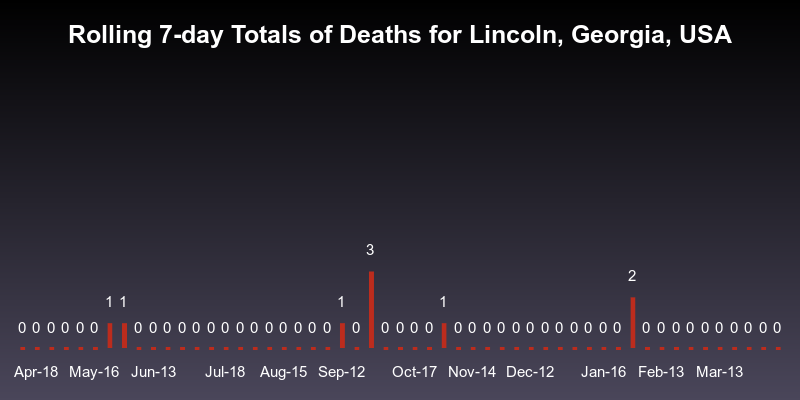 Rolling 7-day Totals of Deaths for Lincoln, Georgia, USA
3
2
1 1 1 1
0 0 0 0 0 0 0 0 0 0 0 0 0 0 0 0 0 0 0 0 0 0 0 0 0 0 0 0 0 0 0 0 0 0 0 0 0 0 0 0 0 0 0 0 0 0 0
Apr-18 May-16 Jun-13 Jul-18 Aug-15 Sep-12 Oct-17 Nov-14 Dec-12 Jan-16 Feb-13 Mar-13